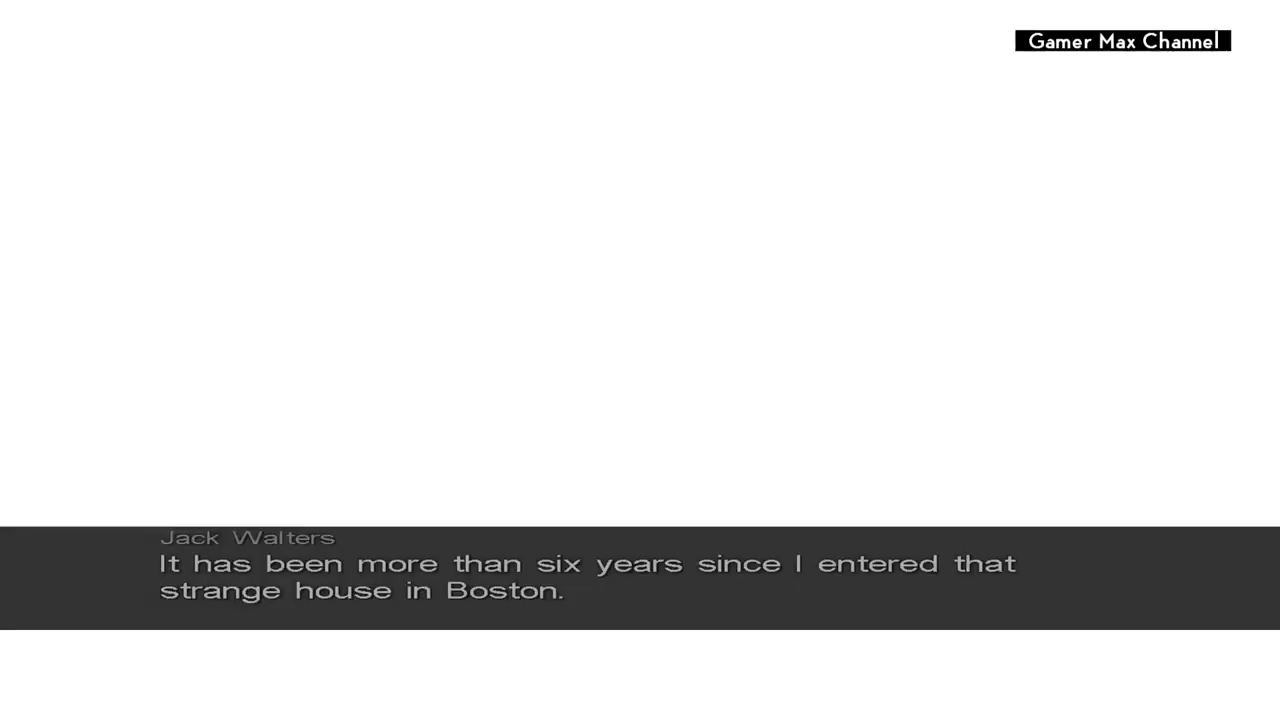 Gamer Max Channel
Jack Walters
It has been more than six years since I entered that
strange house in Boston.